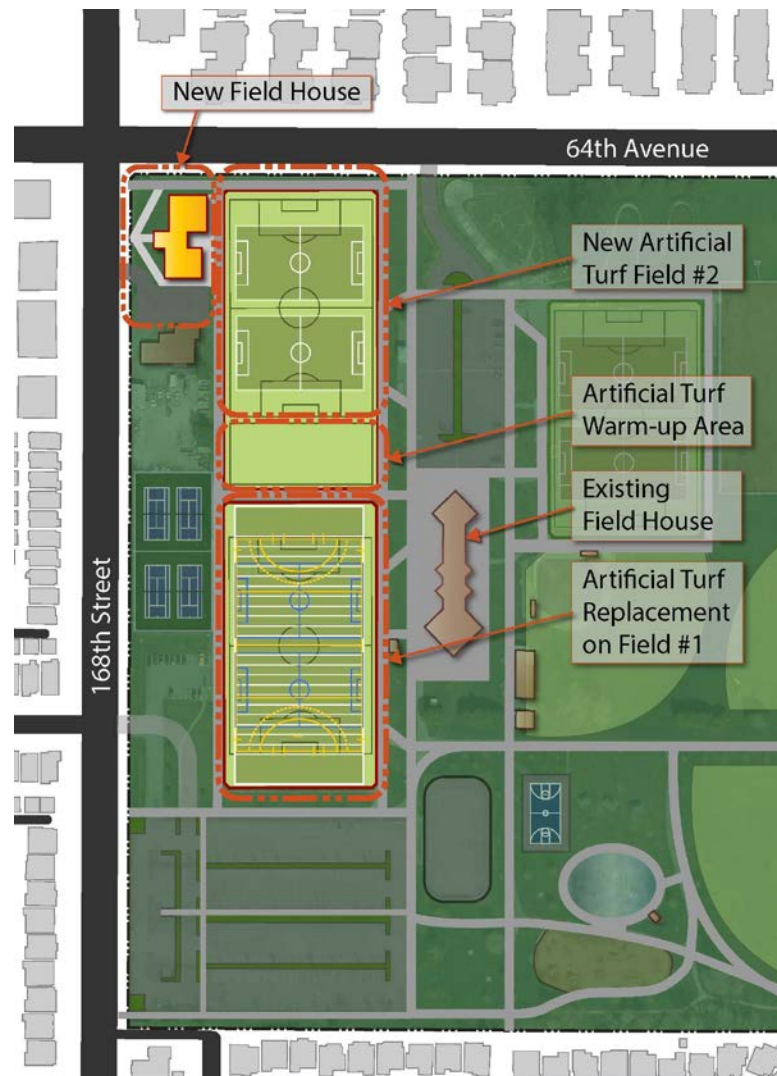 New Field House
64th Avenue
New Artificial
Turf Field #2
Artificial Turf
Warm-up Area
Existing
Field House
Artificial Turf
Replacement
on Field #1
168th Street